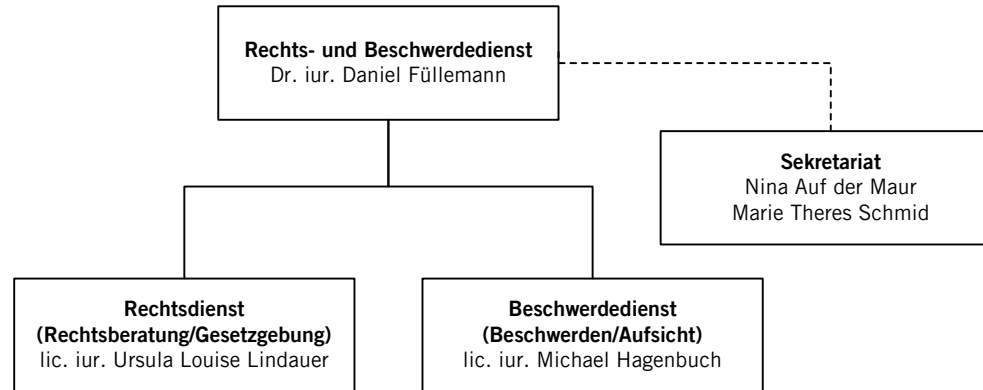 Rechts- und Beschwerdedienst
Dr. iur. Daniel Füllemann
Sekretariat
Nina Auf der Maur
Marie Theres Schmid
Rechtsdienst
(Rechtsberatung/Gesetzgebung)
lic. iur. Ursula Louise Lindauer
Beschwerdedienst
(Beschwerden/Aufsicht)
lic. iur. Michael Hagenbuch